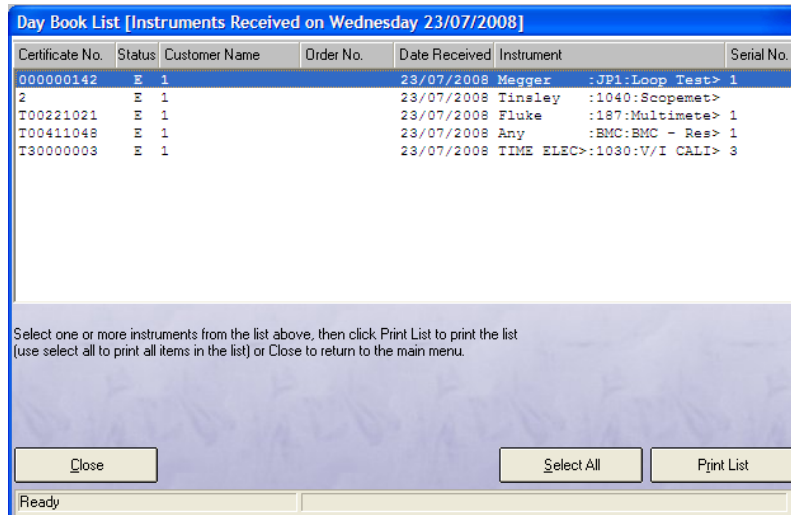 Day Book List [Instruments Received on Wednesday 23/07/2008]
Certificate No. Status Customer Name Order No. Date Received Instrument Serial No.
000000142 E 1 23/07/2008 Megger :JP1:Loop Test> 1
2 E 1 23/07/2008 Tinsley :1040:Scopemet>
T00221021 E 1 23/07/2008 Fluke :187:Multimete> 1
T00411048 E 1 23/07/2008 Any :BMC:BMC - Res> 1
T30000003 E 1 23/07/2008 TIME ELEC>:1030:V/I CALI> 3
Select one or more instruments from the list above, then click Print List to print the list
(use select all to print all items in the list) or Close to return to the main menu.
Close Select All Print List
Ready